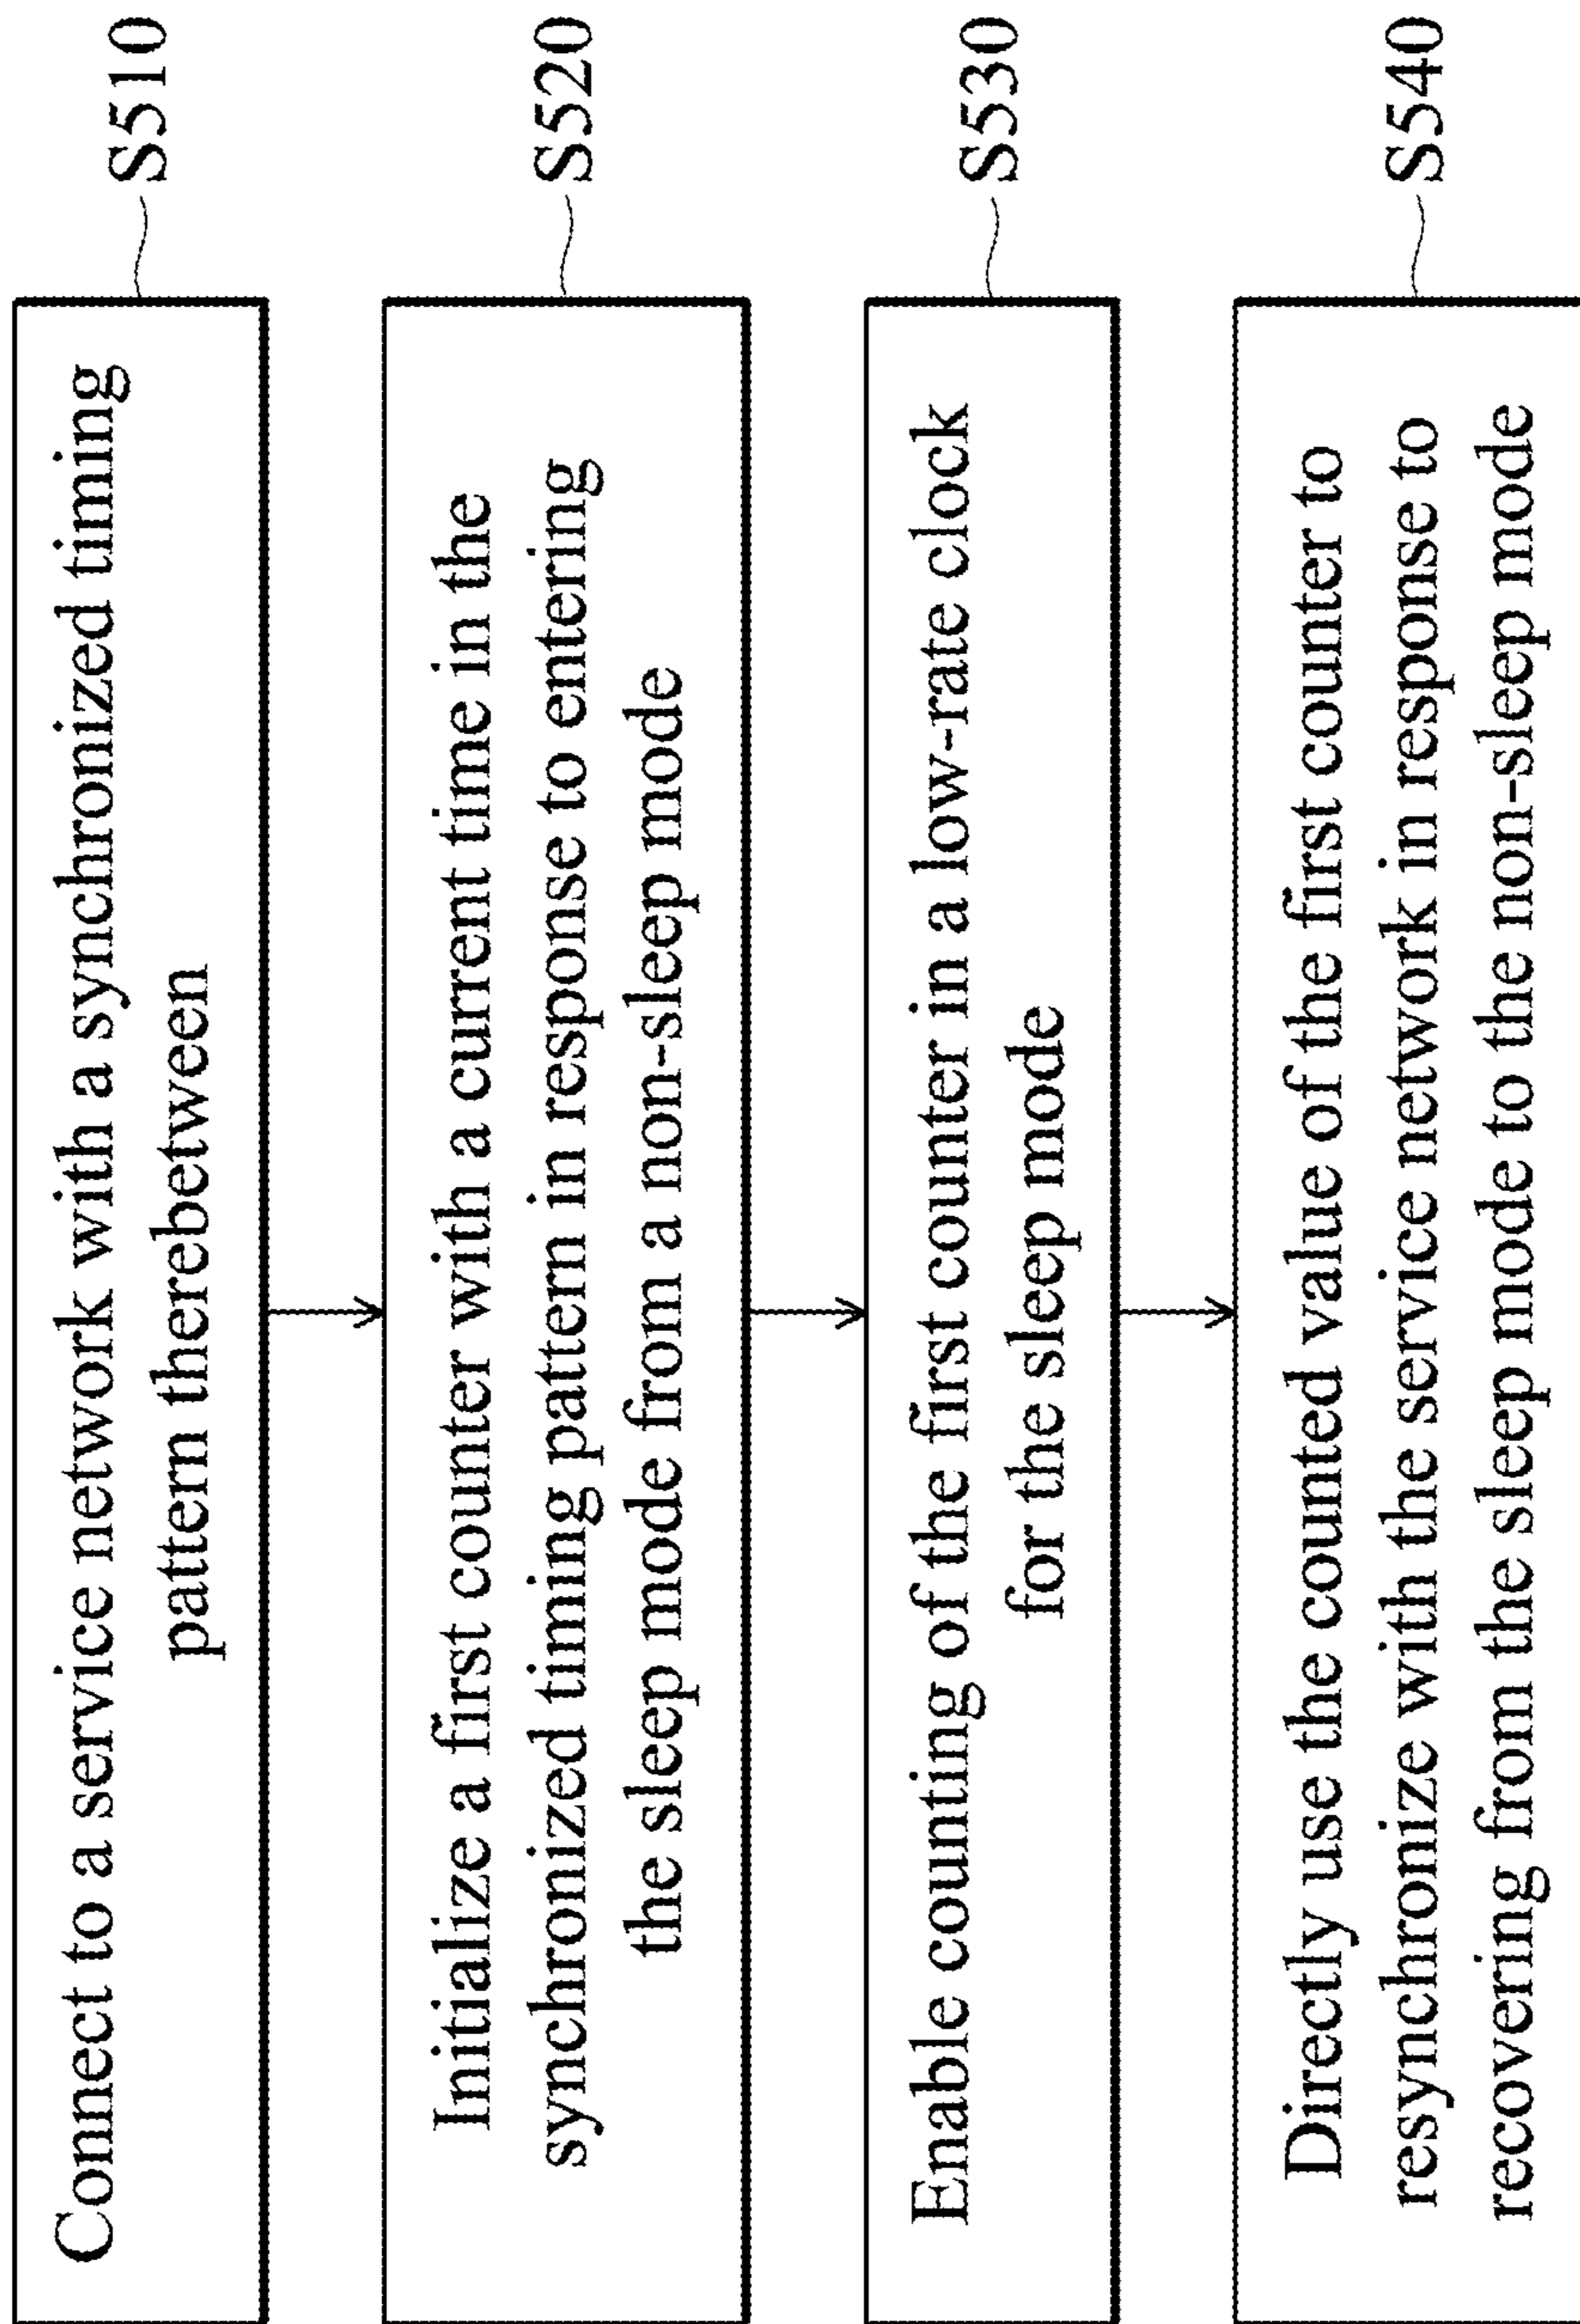 Connect to a service network with a synchronized timing
pattern therebetween
S510
Initialize a first counter with a current time in the
synchronized timing pattern in response to entering
the sleep mode from a non-sleep mode
S520
Enable counting of the first counter in a low-rate clock
for the sleep mode
S530
Directly use the counted value of the first counter to
resynchronize with the service network in response to
recovering from the sleep mode to the non-sleep mode
S540